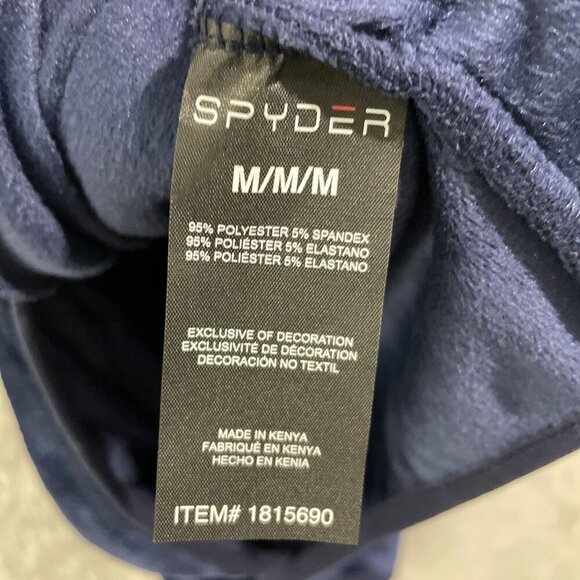 SPYDER
M/M/M
95% POLYESTER 5% SPANDEX
95% POLIÉSTER 5% ELASTANO
95% POLIÉSTER 5% ELASTANO
EXCLUSIVE OF DECORATION
EXCLUSIVITÉ DE DÉCORATION
DECORACIÓN NO TEXTIL
MADE IN KENYA
FABRIQUÉ EN KENYA
HECHO EN KENIA
ITEM# 1815690